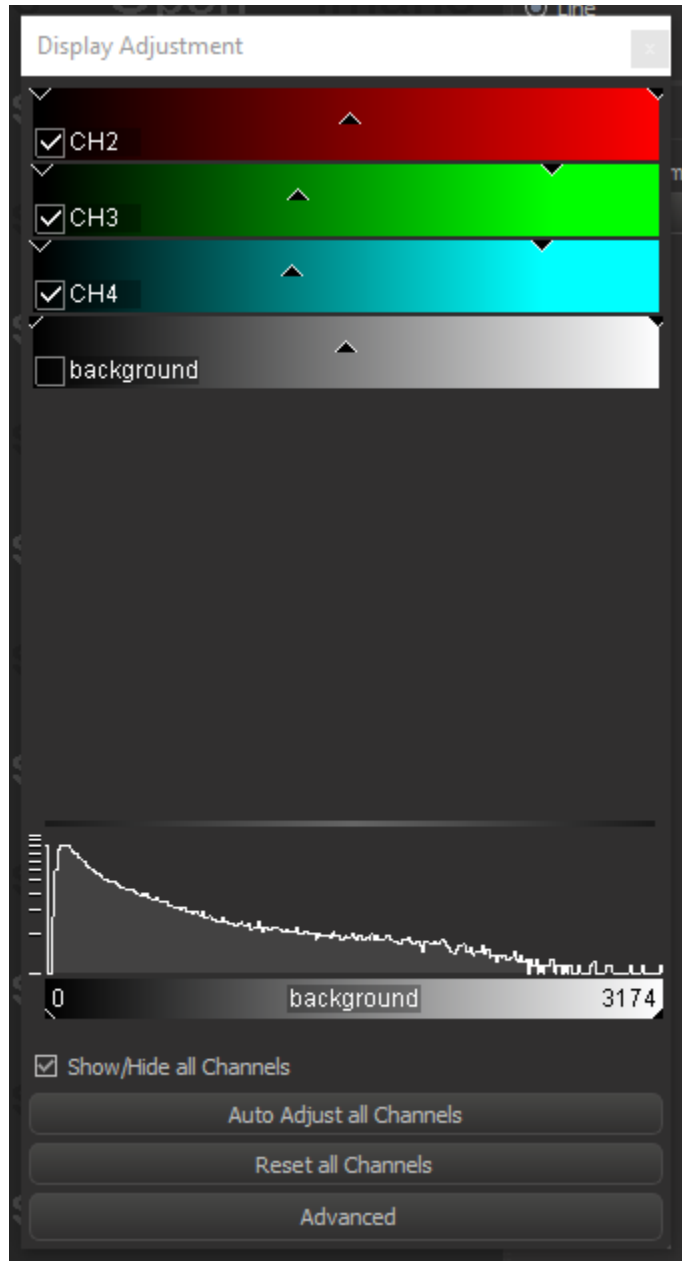 Line
Display Adjustment
x
CH2
CH3
CH4
background
0 background 3174
Show/Hide all Channels
Auto Adjust all Channels
Reset all Channels
Advanced